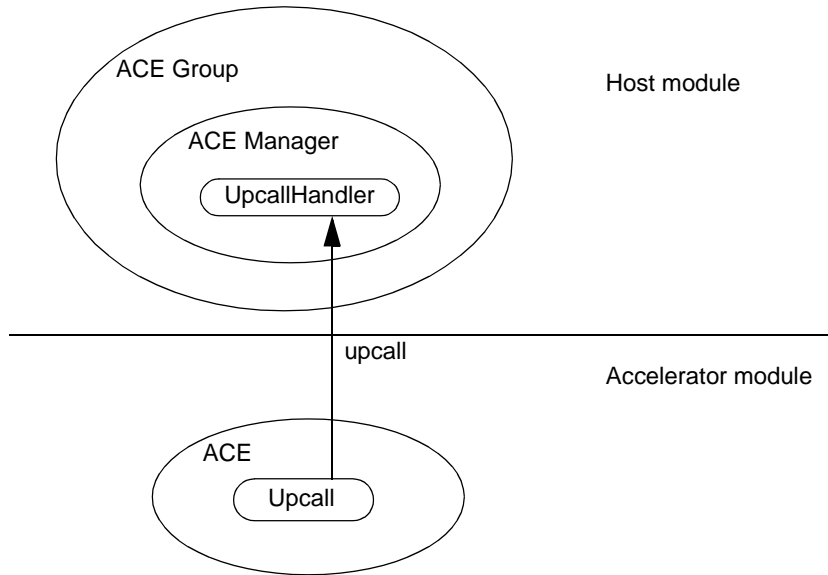 ACE Group
Host module
ACE Manager
UpcallHandler
upcall
Accelerator module
ACE
Upcall